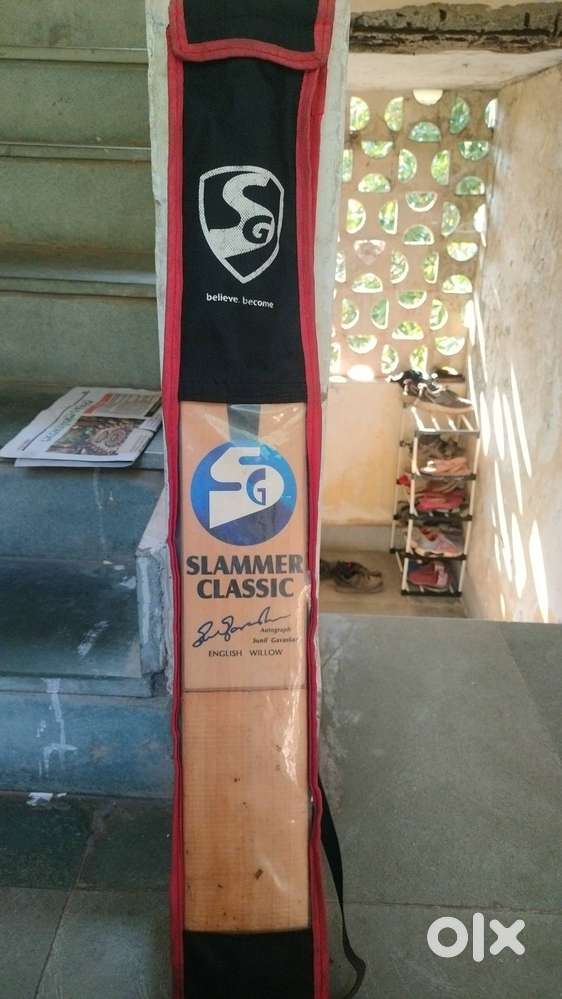 SG
believe. become
SG
SLAMMER
CLASSIC
Autograph
Sunil Gavaskar
ENGLISH WILLOW
olx